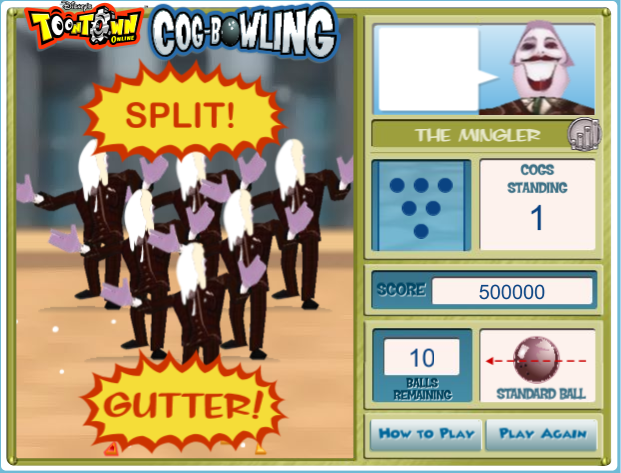 Disney's
TOONTOWN
ONLINE
COG-BOWLING
SPLIT!
THE MINGLER
COGS
STANDING
1
SCORE
500000
10
BALLS
REMAINING
STANDARD BALL
GUTTER!
HOW TO PLAY
PLAY AGAIN